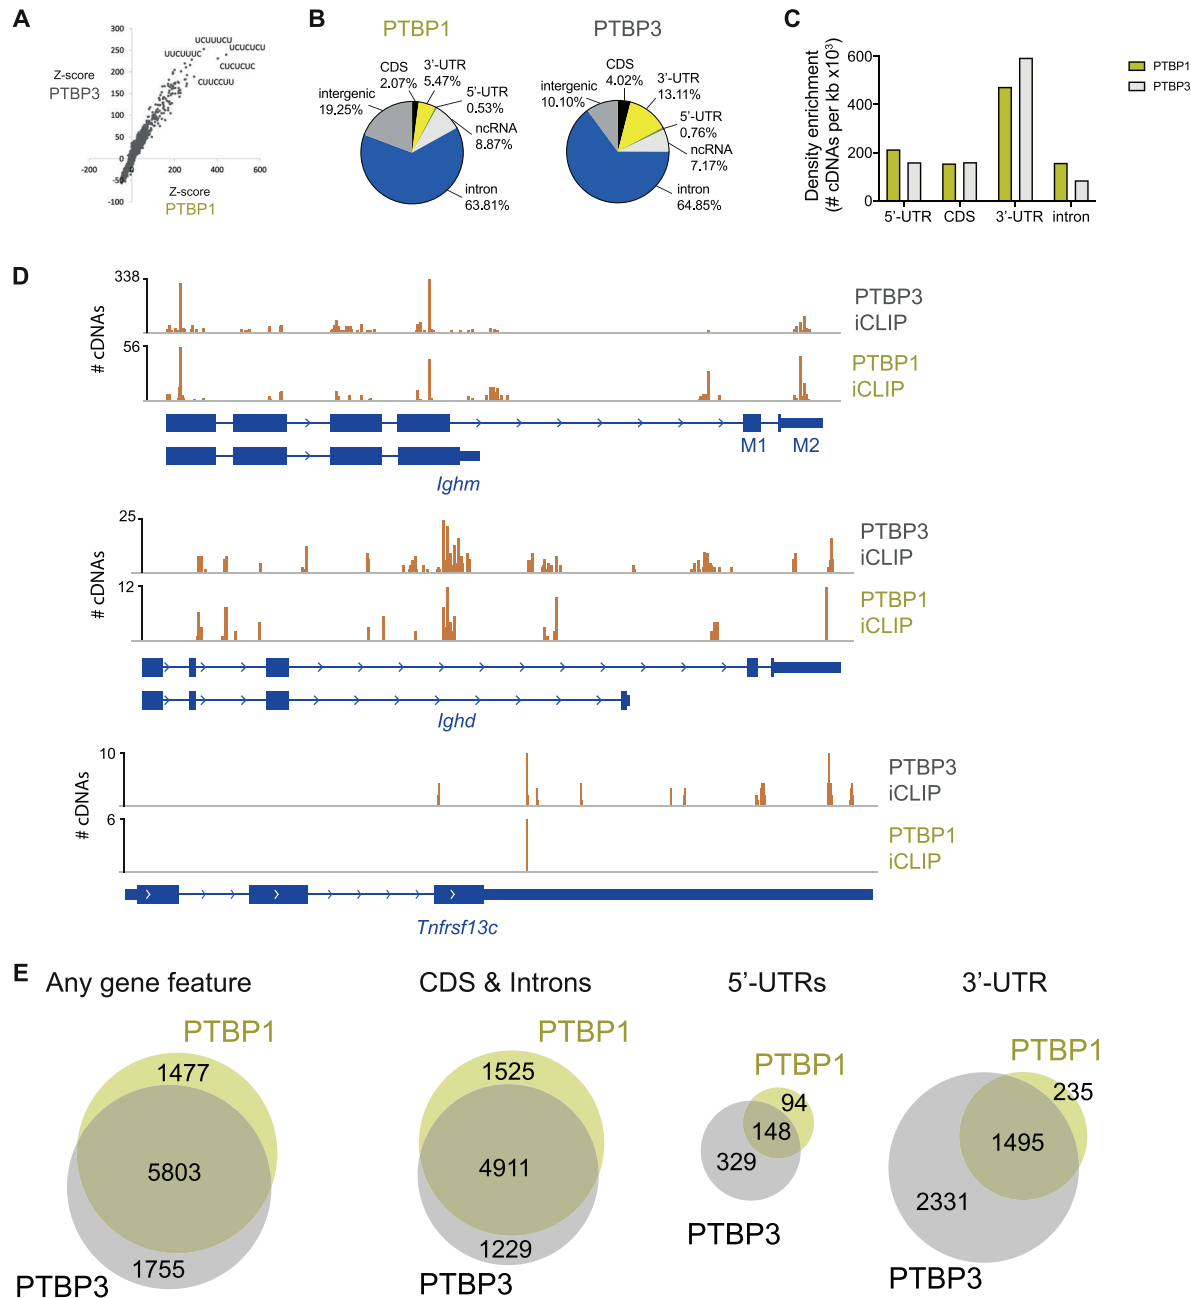 A
300
250
200
150
100
50
0
-50
-100
-200
0
200
400
600
Z-score
PTBP3
Z-score
PTBP1
UCUUUCU
UUCUUUC
UCUCUCU
CUCUCUC
CUUCCUU
B
PTBP1
CDS
2.07%
3'-UTR
5.47%
5'-UTR
0.53%
ncRNA
8.87%
intron
63.81%
intergenic
19,25%
PTBP3
CDS
4.02%
3'-UTR
13.11%
5'-UTR
0.76%
ncRNA
7.17%
intron
64.85%
intergenic
10.10%
C
Density enrichment
(# cDNAs per kb x10³)
600
400
200
0
5'-UTR
CDS
3'-UTR
intron
PTBP1
PTBP3
D
# cDNAs
338
PTBP3
iCLIP
56
PTBP1
iCLIP
M1
M2
Ighm
# cDNAs
25
PTBP3
iCLIP
12
PTBP1
iCLIP
Ighd
# cDNAs
10
PTBP3
iCLIP
6
PTBP1
iCLIP
Tnfrsf13c
E
Any gene feature
PTBP1
1477
5803
1755
PTBP3
CDS & Introns
PTBP1
1525
4911
1229
PTBP3
5'-UTRs
PTBP1
94
148
329
PTBP3
3'-UTR
PTBP1
235
1495
2331
PTBP3